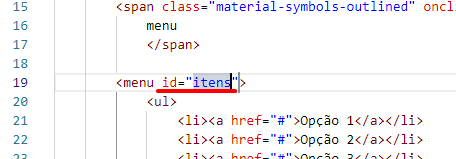 15 <span class="material-symbols-outlined" onclic
16 menu
17 </span>
18
19 <menu id="itens">
20 <ul>
21 <li><a href="#">Opção 1</a></li>
22 <li><a href="#">Opção 2</a></li>
23 <li><a href="#">Opção 3</a></li>